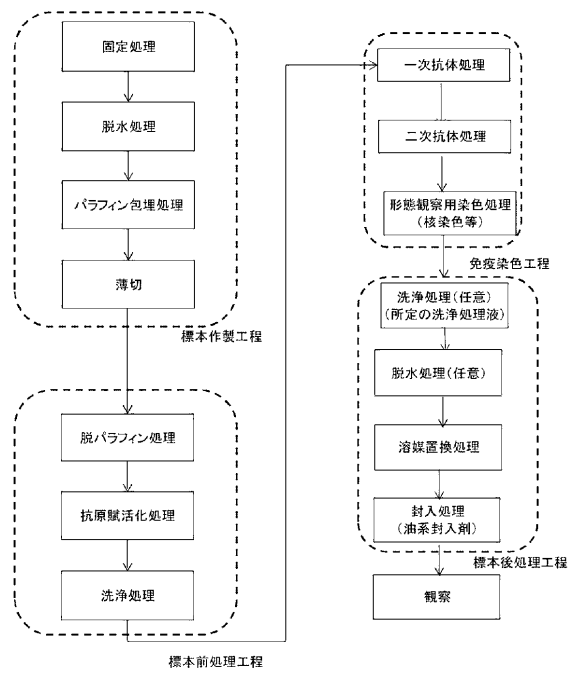 固定処理
脱水処理
パラフィン包埋処理
薄切
標本作製工程
脱パラフィン処理
抗原賦活化処理
洗浄処理
標本前処理工程
一次抗体処理
二次抗体処理
形態観察用染色処理
(核染色等)
免疫染色工程
洗浄処理(任意)
(所定の洗浄処理液)
脱水処理(任意)
溶媒置換処理
封入処理
(油系封入剤)
標本後処理工程
観察